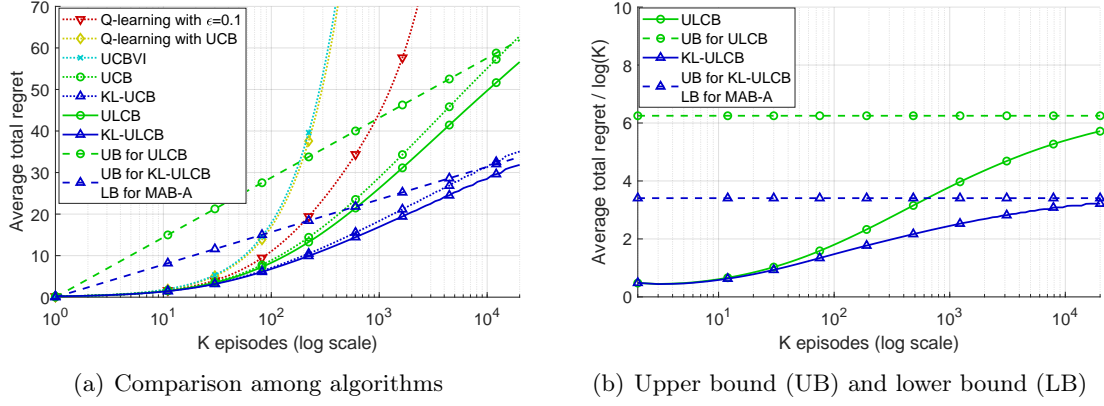 Average total regret
70
60
50
40
30
20
10
0
Q-learning with ϵ=0.1
Q-learning with UCB
UCBVI
UCB
KL-UCB
ULCB
KL-ULCB
UB for ULCB
UB for KL-ULCB
LB for MAB-A
10^0
10^1
10^2
10^3
10^4
K episodes (log scale)
(a) Comparison among algorithms
Average total regret / log(K)
10
8
6
4
2
0
ULCB
UB for ULCB
KL-ULCB
UB for KL-ULCB
LB for MAB-A
10^1
10^2
10^3
10^4
K episodes (log scale)
(b) Upper bound (UB) and lower bound (LB)